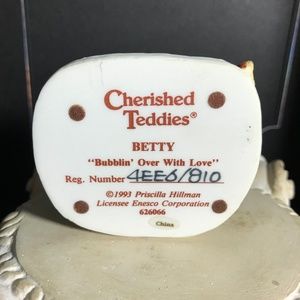 Cherished
Teddies®
BETTY
"Bubblin' Over With Love"
Reg. Number 4EE6/810
©1993 Priscilla Hillman
Licensee Enesco Corporation
626066
China